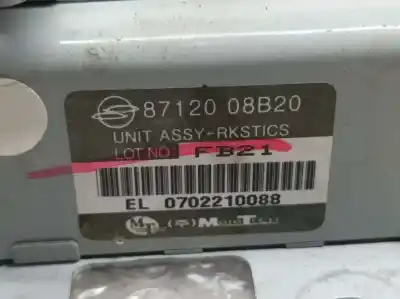 87120 08B20
UNIT ASSY-RKSTICS
LOT NO: FB21
EL 0702210088